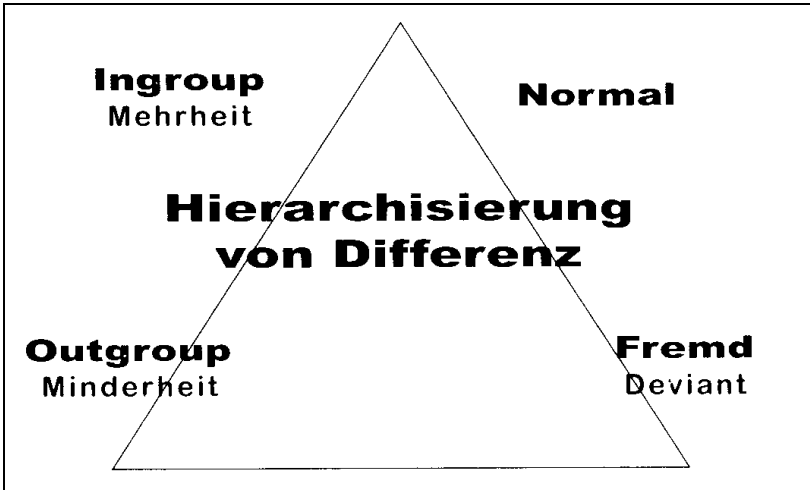 Ingroup
Mehrheit
Normal
Hierarchisierung
von Differenz
Outgroup
Minderheit
Fremd
Deviant